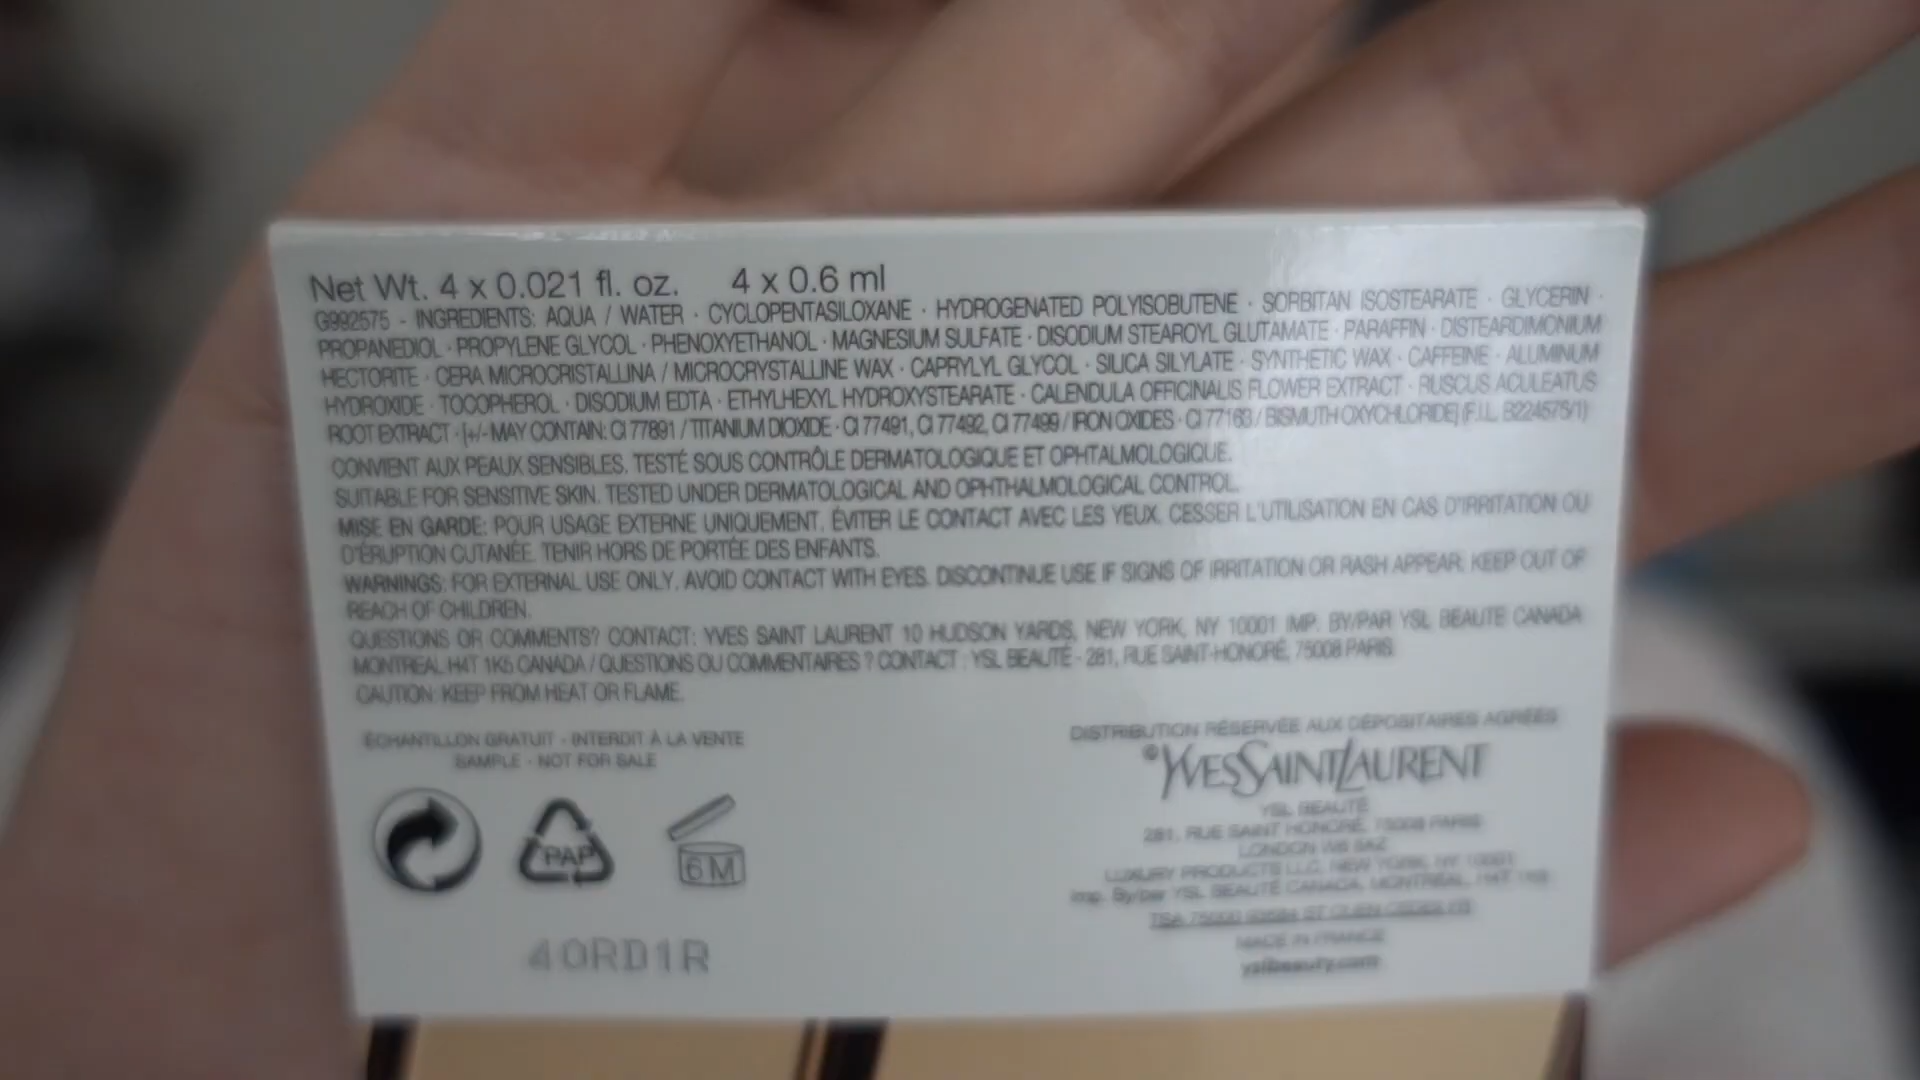 Net Wt. 4 x 0.021 fl. oz. 4 x 0.6 ml
G992575 - INGREDIENTS: AQUA / WATER · CYCLOPENTASILOXANE · HYDROGENATED POLYISOBUTENE · SORBITAN ISOSTEARATE · GLYCERIN ·
PROPANEDIOL · PROPYLENE GLYCOL · PHENOXYETHANOL · MAGNESIUM SULFATE · DISODIUM STEAROYL GLUTAMATE · PARAFFIN · DISTEARDIMONIUM
HECTORITE · CERA MICROCRISTALLINA / MICROCRYSTALLINE WAX · CAPRYLYL GLYCOL · SILICA SILYLATE · SYNTHETIC WAX · CAFFEINE · ALUMINUM
HYDROXIDE · TOCOPHEROL · DISODIUM EDTA · ETHYLHEXYL HYDROXYSTEARATE · CALENDULA OFFICINALIS FLOWER EXTRACT · RUSCUS ACULEATUS
ROOT EXTRACT · [+/- MAY CONTAIN: CI 77891 / TITANIUM DIOXIDE · CI 77491, CI 77492, CI 77499 / IRON OXIDES · CI 77163 / BISMUTH OXYCHLORIDE] (F.I.L. B224575/1)
CONVIENT AUX PEAUX SENSIBLES. TESTÉ SOUS CONTRÔLE DERMATOLOGIQUE ET OPHTALMOLOGIQUE.
SUITABLE FOR SENSITIVE SKIN. TESTED UNDER DERMATOLOGICAL AND OPHTHALMOLOGICAL CONTROL.
MISE EN GARDE: POUR USAGE EXTERNE UNIQUEMENT. ÉVITER LE CONTACT AVEC LES YEUX. CESSER L'UTILISATION EN CAS D'IRRITATION OU
D'ÉRUPTION CUTANÉE. TENIR HORS DE PORTÉE DES ENFANTS.
WARNINGS: FOR EXTERNAL USE ONLY. AVOID CONTACT WITH EYES. DISCONTINUE USE IF SIGNS OF IRRITATION OR RASH APPEAR. KEEP OUT OF
REACH OF CHILDREN.
QUESTIONS OR COMMENTS? CONTACT: YVES SAINT LAURENT 10 HUDSON YARDS, NEW YORK, NY 10001 IMP. BY/PAR YSL BEAUTE CANADA
MONTREAL H4T 1K5 CANADA / QUESTIONS OU COMMENTAIRES ? CONTACT : YSL BEAUTÉ - 281, RUE SAINT-HONORÉ, 75008 PARIS
CAUTION: KEEP FROM HEAT OR FLAME.
ÉCHANTILLON GRATUIT - INTERDIT À LA VENTE
SAMPLE - NOT FOR SALE
PAP
6 M
40RD1R
DISTRIBUTION RÉSERVÉE AUX DÉPOSITAIRES AGRÉÉS
©YVESSAINTLAURENT
YSL BEAUTÉ
281, RUE SAINT HONORÉ, 75008 PARIS
LONDON W6 8AZ
LUXURY PRODUCTS LLC, NEW YORK, NY 10001
Imp. By/par YSL BEAUTÉ CANADA, MONTRÉAL, H4T
TSA 75000
MADE IN FRANCE
yslbeauty.com